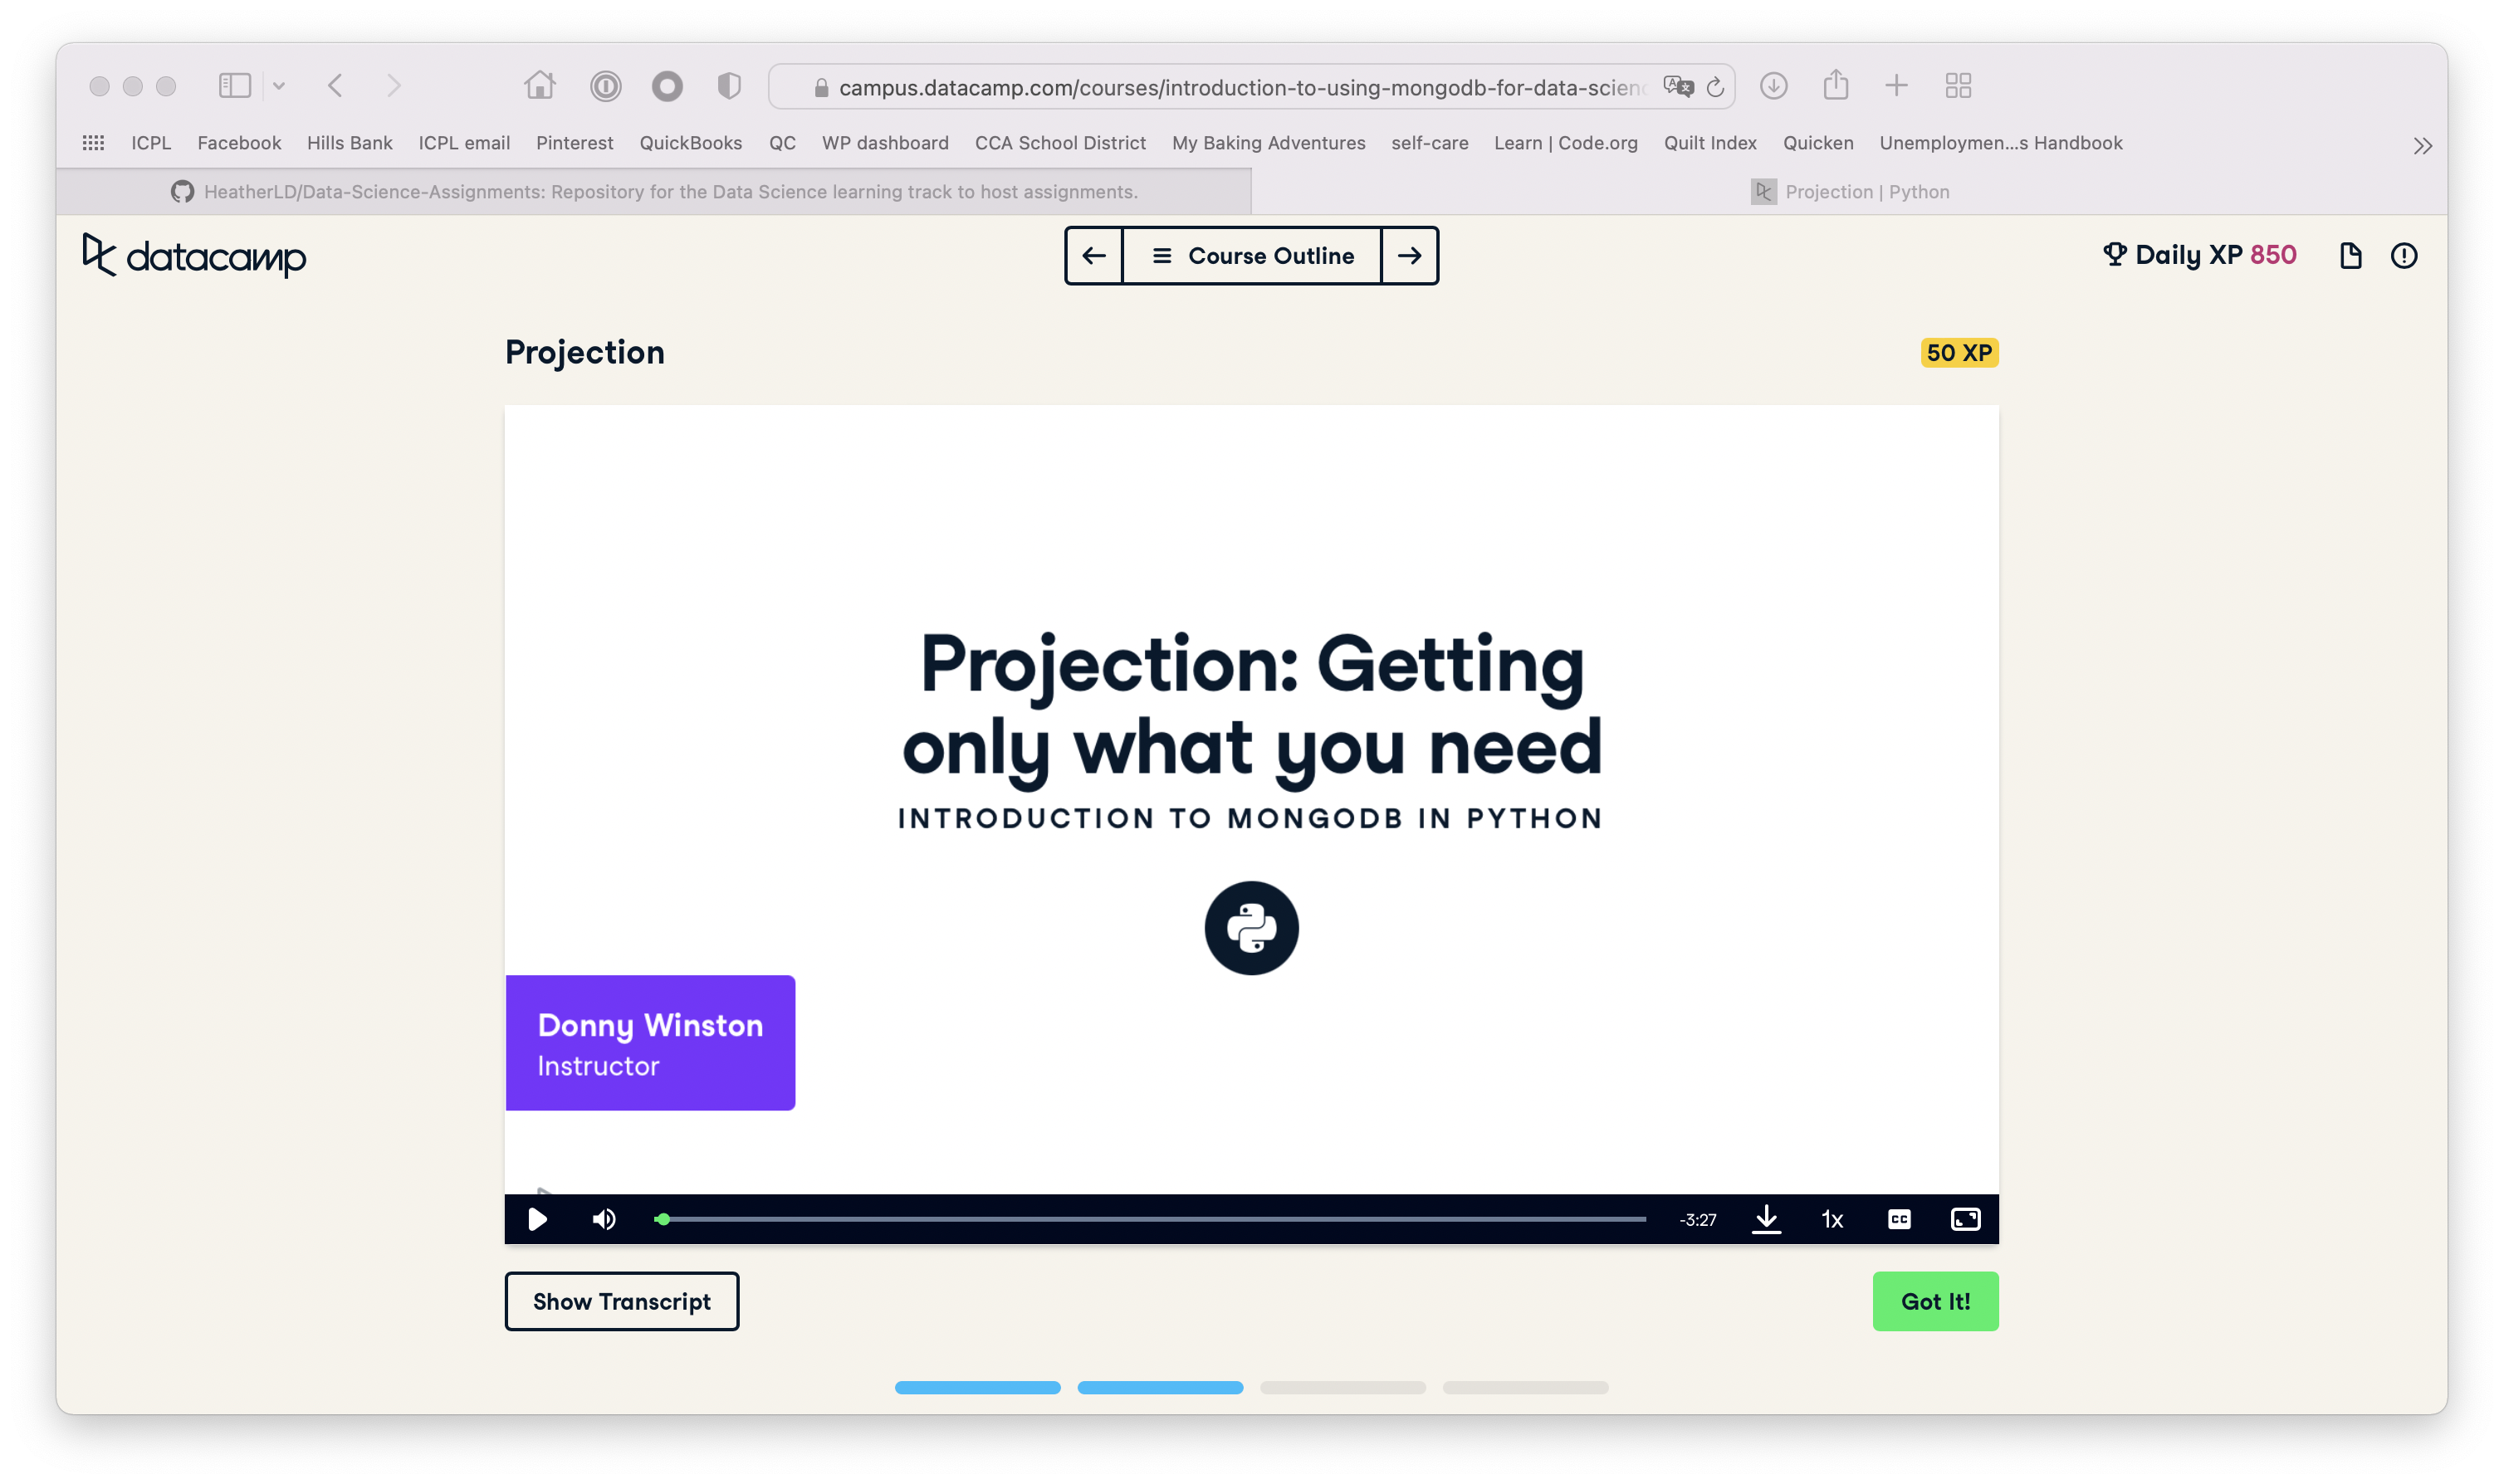 campus.datacamp.com/courses/introduction-to-using-mongodb-for-data-scienc
ICPL Facebook Hills Bank ICPL email Pinterest QuickBooks QC WP dashboard CCA School District My Baking Adventures self-care Learn | Code.org Quilt Index Quicken Unemploymen...s Handbook
HeatherLD/Data-Science-Assignments: Repository for the Data Science learning track to host assignments. Projection | Python
datacamp Course Outline Daily XP 850
Projection 50 XP
Projection: Getting
only what you need
INTRODUCTION TO MONGODB IN PYTHON
Donny Winston
Instructor
-3:27 1x CC
Show Transcript Got It!